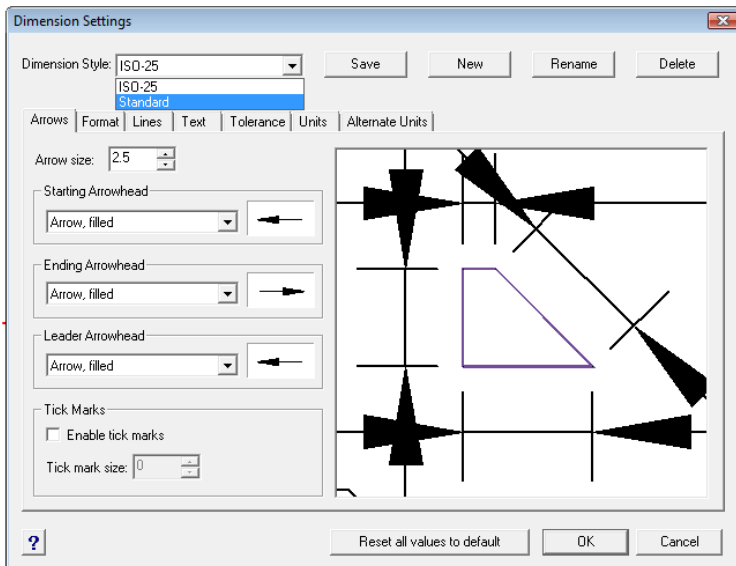 Dimension Settings
Dimension Style: ISO-25 Save New Rename Delete
ISO-25
Standard
Arrows Format Lines Text Tolerance Units Alternate Units
Arrow size: 2.5
Starting Arrowhead
Arrow, filled
Ending Arrowhead
Arrow, filled
Leader Arrowhead
Arrow, filled
Tick Marks
Enable tick marks
Tick mark size: 0
? Reset all values to default OK Cancel